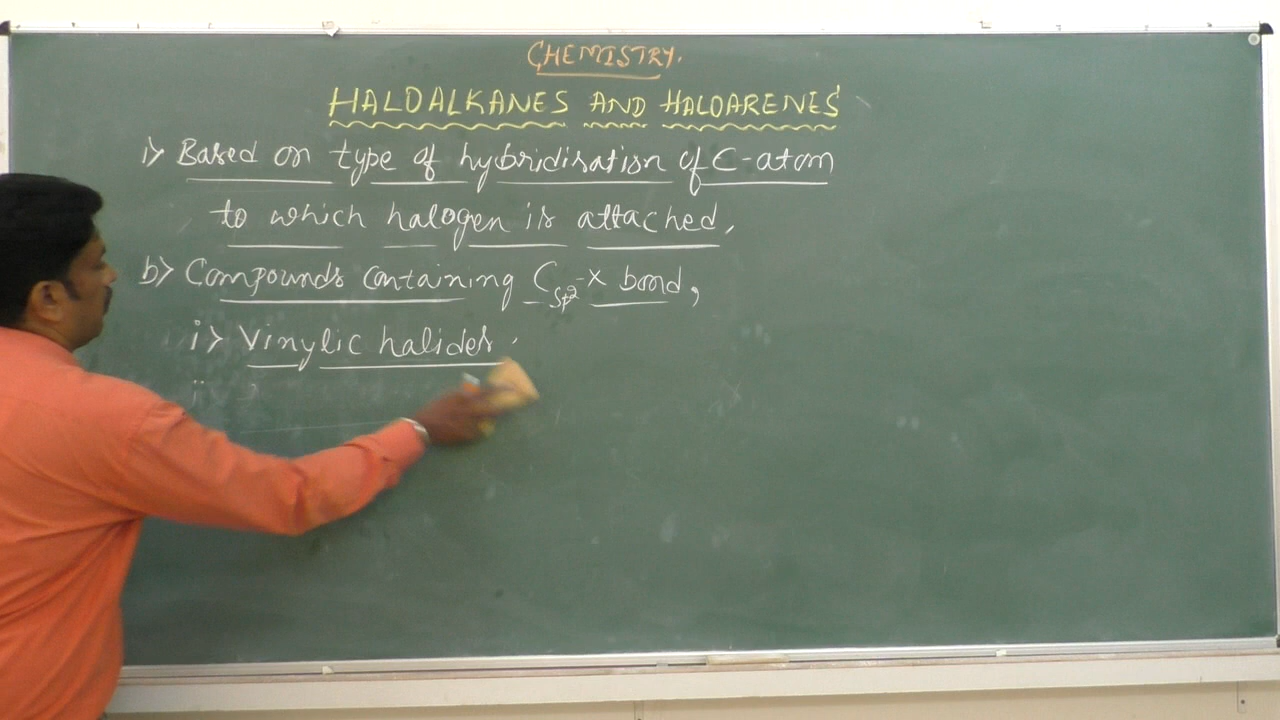 CHEMISTRY.
HALOALKANES AND HALOARENES
i> Based on type of hybridisation of C-atom
to which halogen is attached.
b> Compounds containing Csp2-X bond,
i> Vinylic halides.
ii